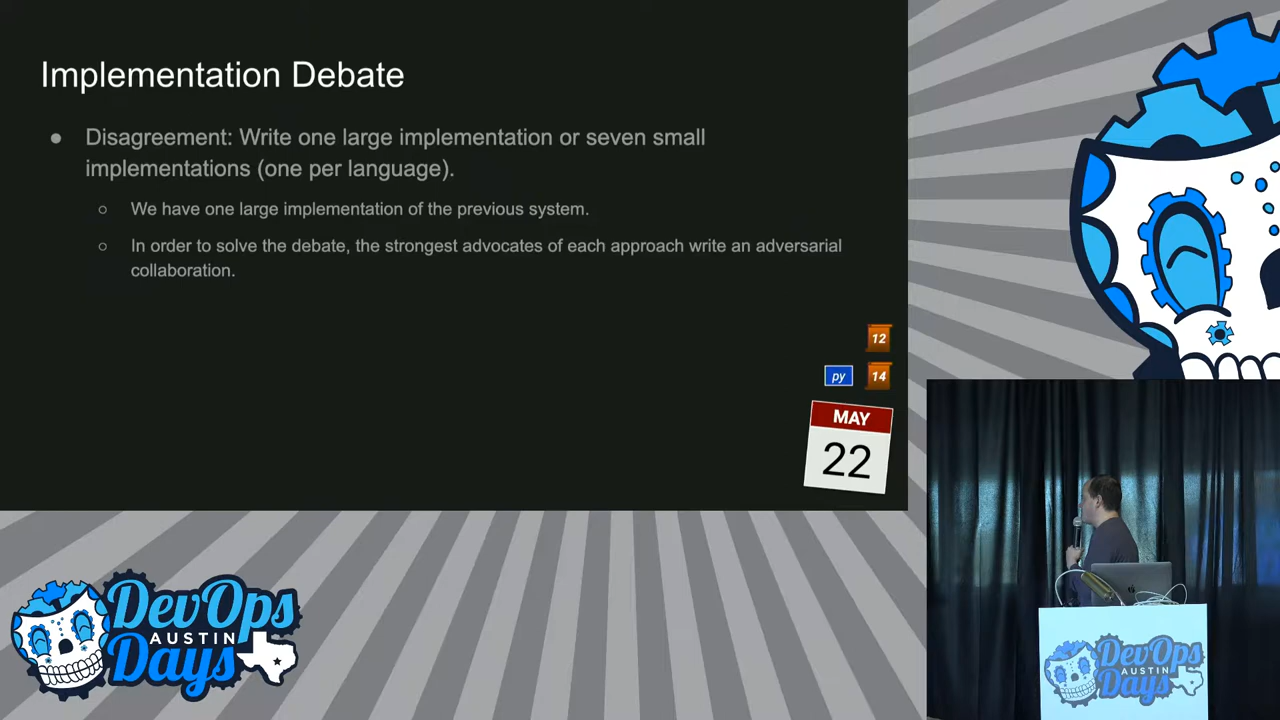 Implementation Debate
● Disagreement: Write one large implementation or seven small
implementations (one per language).
○ We have one large implementation of the previous system.
○ In order to solve the debate, the strongest advocates of each approach write an adversarial
collaboration.
12
py 14
MAY
22
DevOps
AUSTIN
Days
DevOps
AUSTIN
Days